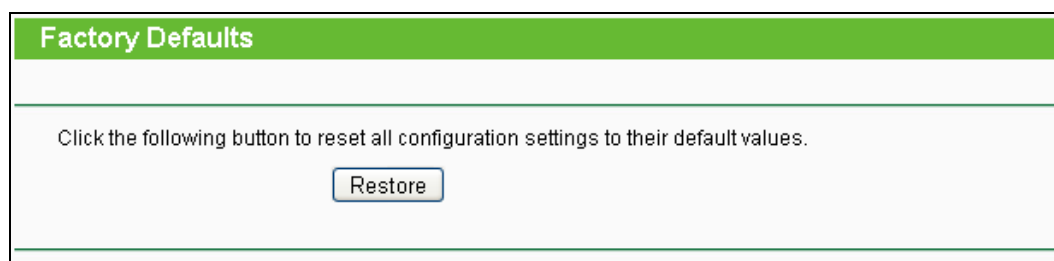 Factory Defaults
Click the following button to reset all configuration settings to their default values.
Restore